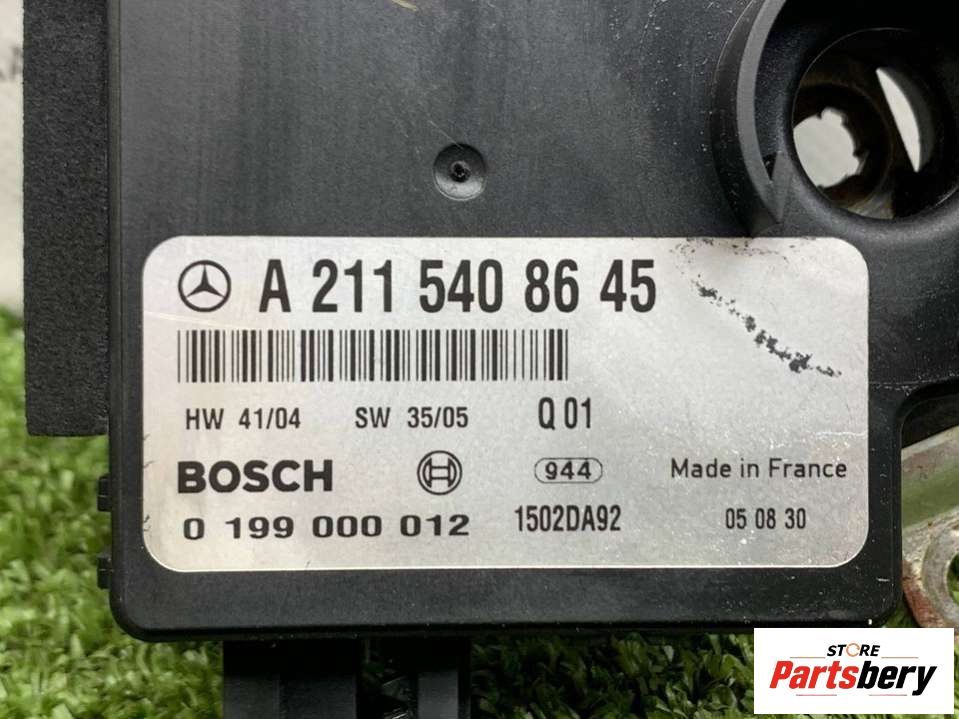 A 211 540 86 45
HW 41/04 SW 35/05 Q 01
BOSCH 944 Made in France
0 199 000 012 1502DA92 05 08 30
STORE
Partsbery